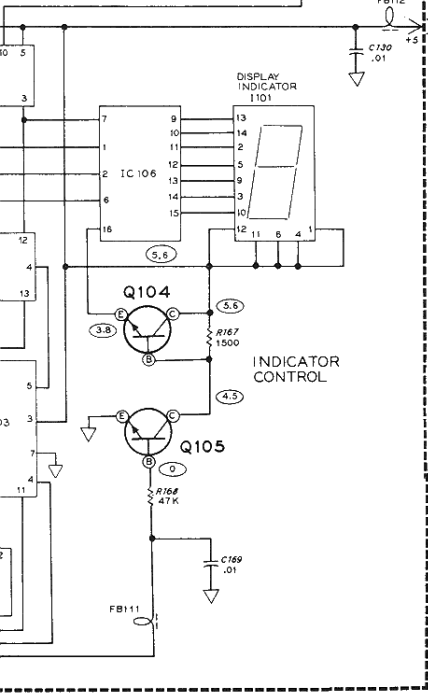 FB112
+5
C130
.01
10 5
3
DISPLAY
INDICATOR
I101
7
1
2
6
16
IC106
9
10
11
12
13
14
15
13
14
2
5
9
3
10
12
11
6
4
1
12
4
13
5,6
Q104
E
C
B
3.8
5.6
R167
1500
INDICATOR
CONTROL
4.5
5
3
7
4
11
03
E
C
B
Q105
0
R168
47K
C169
.01
FB111